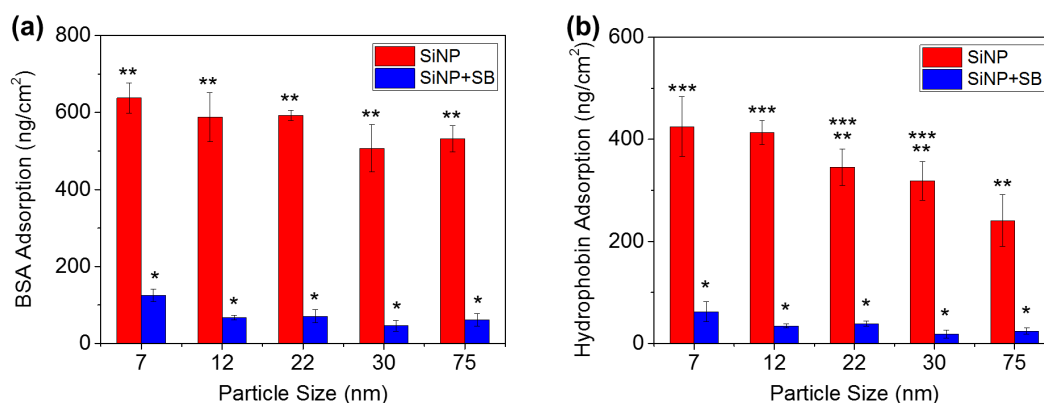 (a)
800
600
400
200
0
BSA Adsorption (ng/cm²)
SiNP
SiNP+SB
** ** ** ** **
* * * * *
7 12 22 30 75
Particle Size (nm)
(b)
600
400
200
0
Hydrophobin Adsorption (ng/cm²)
SiNP
SiNP+SB
*** *** *** *** **
** **
* * * * *
7 12 22 30 75
Particle Size (nm)